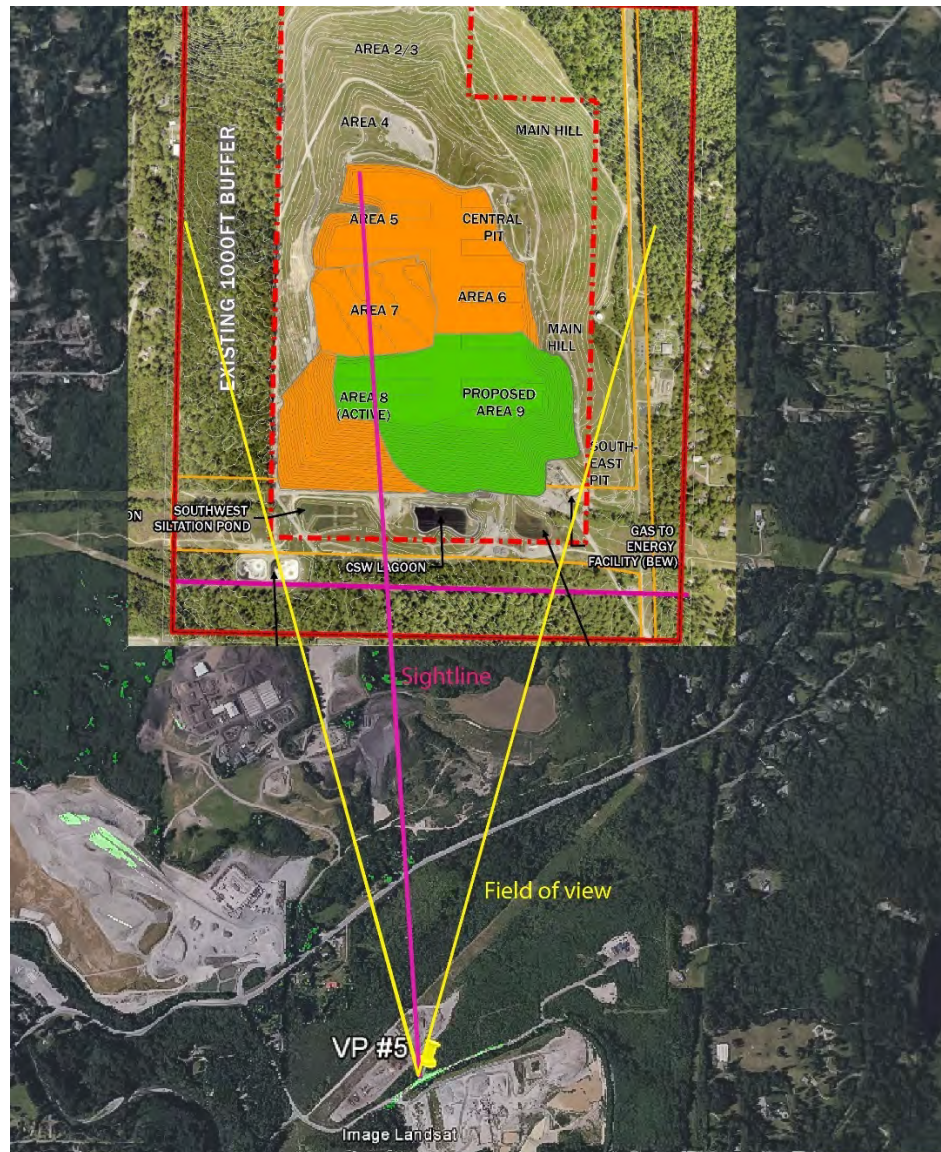 AREA 2/3
AREA 4
MAIN HILL
EXISTING 1000FT BUFFER
AREA 5
CENTRAL
PIT
AREA 7
AREA 6
MAIN
HILL
AREA 8
(ACTIVE)
PROPOSED
AREA 9
SOUTH-
EAST
PIT
ON
SOUTHWEST
SILTATION POND
CSW LAGOON
GAS TO
ENERGY
FACILITY (BEW)
Sightline
Field of view
VP #5
Image Landsat